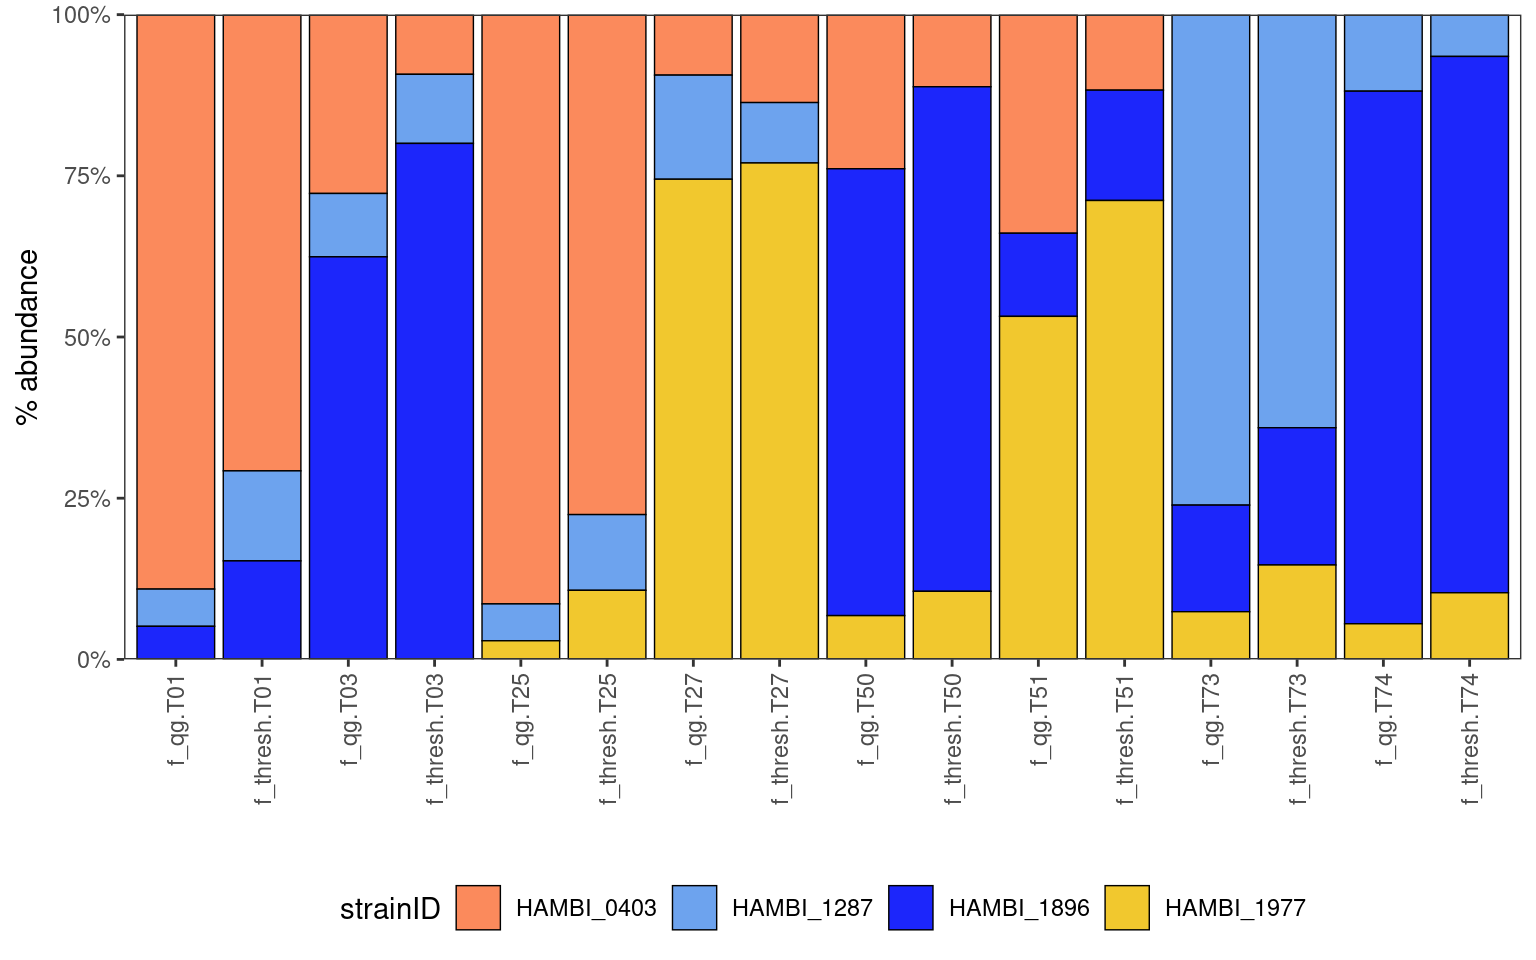 100%
75%
50%
25%
0%
% abundance
f_qg.T01
f_thresh.T01
f_qg.T03
f_thresh.T03
f_qg.T25
f_thresh.T25
f_qg.T27
f_thresh.T27
f_qg.T50
f_thresh.T50
f_qg.T51
f_thresh.T51
f_qg.T73
f_thresh.T73
f_qg.T74
f_thresh.T74
strainID HAMBI_0403 HAMBI_1287 HAMBI_1896 HAMBI_1977